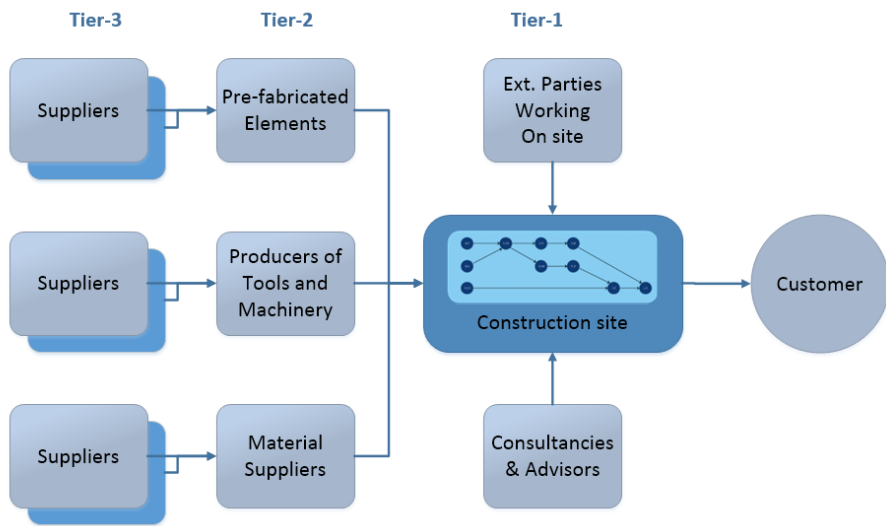 Tier-3
Tier-2
Tier-1
Suppliers
Pre-fabricated
Elements
Ext. Parties
Working
On site
Suppliers
Producers of
Tools and
Machinery
Construction site
Customer
Suppliers
Material
Suppliers
Consultancies
& Advisors